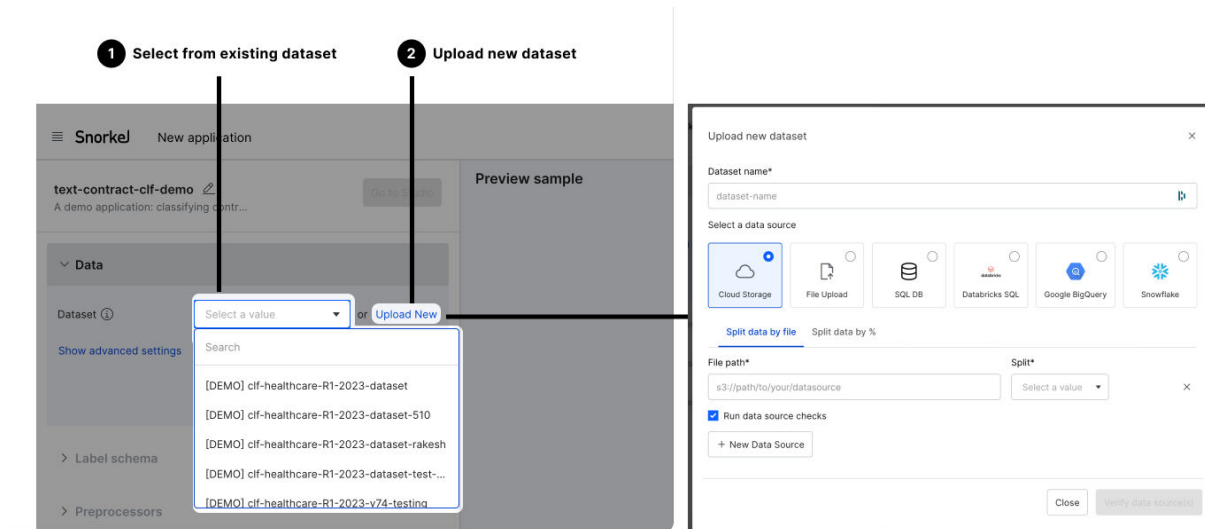 1 Select from existing dataset
2 Upload new dataset
Snorkel New application
text-contract-clf-demo
Go to Studio
A demo application: classifying contr...
Preview sample
Data
Dataset
Select a value
or Upload New
Show advanced settings
Search
[DEMO] clf-healthcare-R1-2023-dataset
[DEMO] clf-healthcare-R1-2023-dataset-510
[DEMO] clf-healthcare-R1-2023-dataset-rakesh
[DEMO] clf-healthcare-R1-2023-dataset-test-...
[DEMO] clf-healthcare-R1-2023-v74-testing
Label schema
Preprocessors
Upload new dataset
Dataset name*
dataset-name
Select a data source
Cloud Storage
File Upload
SQL DB
databricks
Databricks SQL
Google BigQuery
Snowflake
Split data by file Split data by %
File path* Split*
s3://path/to/your/datasource Select a value
Run data source checks
+ New Data Source
Close Verify data source(s)